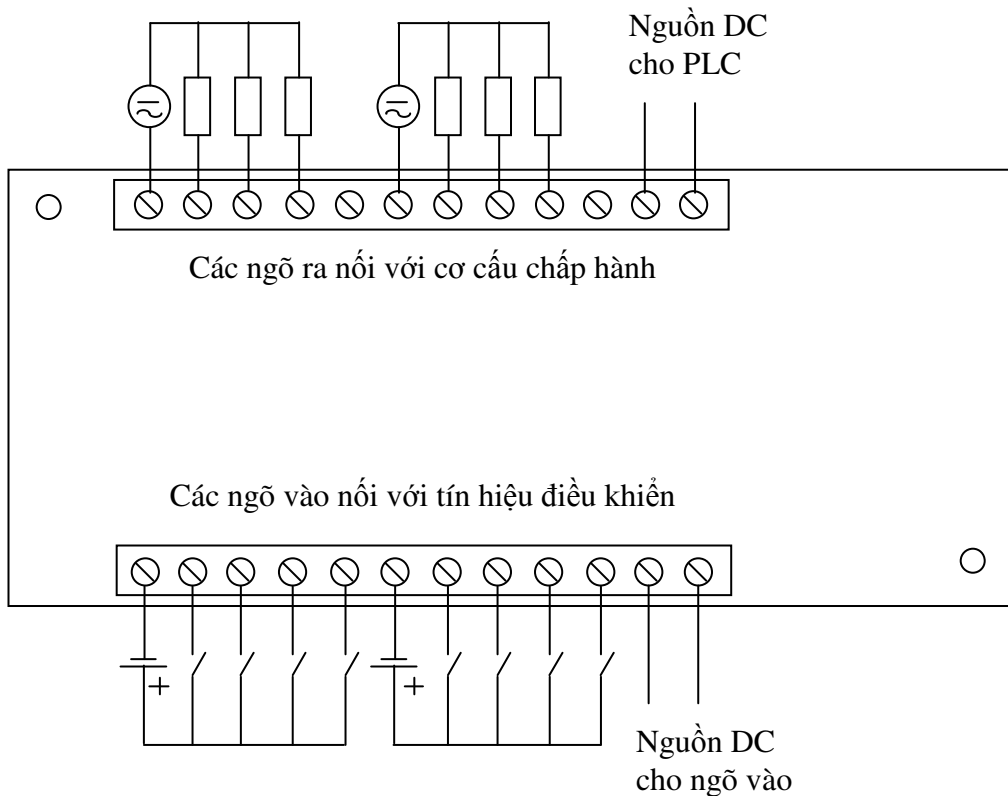 Nguồn DC
cho PLC
Các ngõ ra nối với cơ cấu chấp hành
Các ngõ vào nối với tín hiệu điều khiển
Nguồn DC
cho ngõ vào